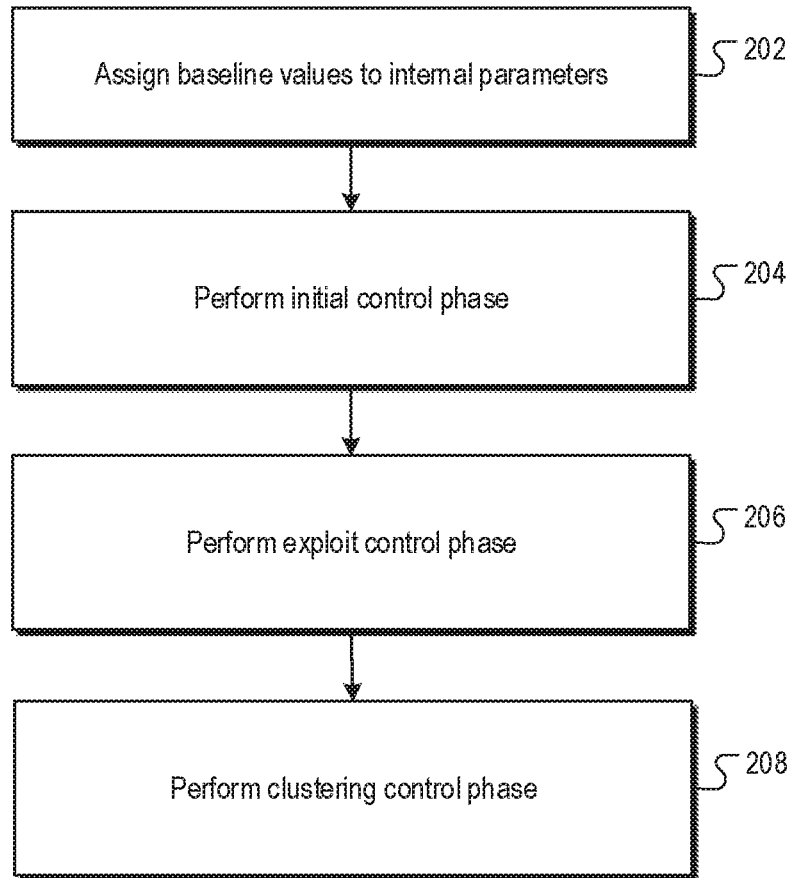 Assign baseline values to internal parameters
202
Perform initial control phase
204
Perform exploit control phase
206
Perform clustering control phase
208